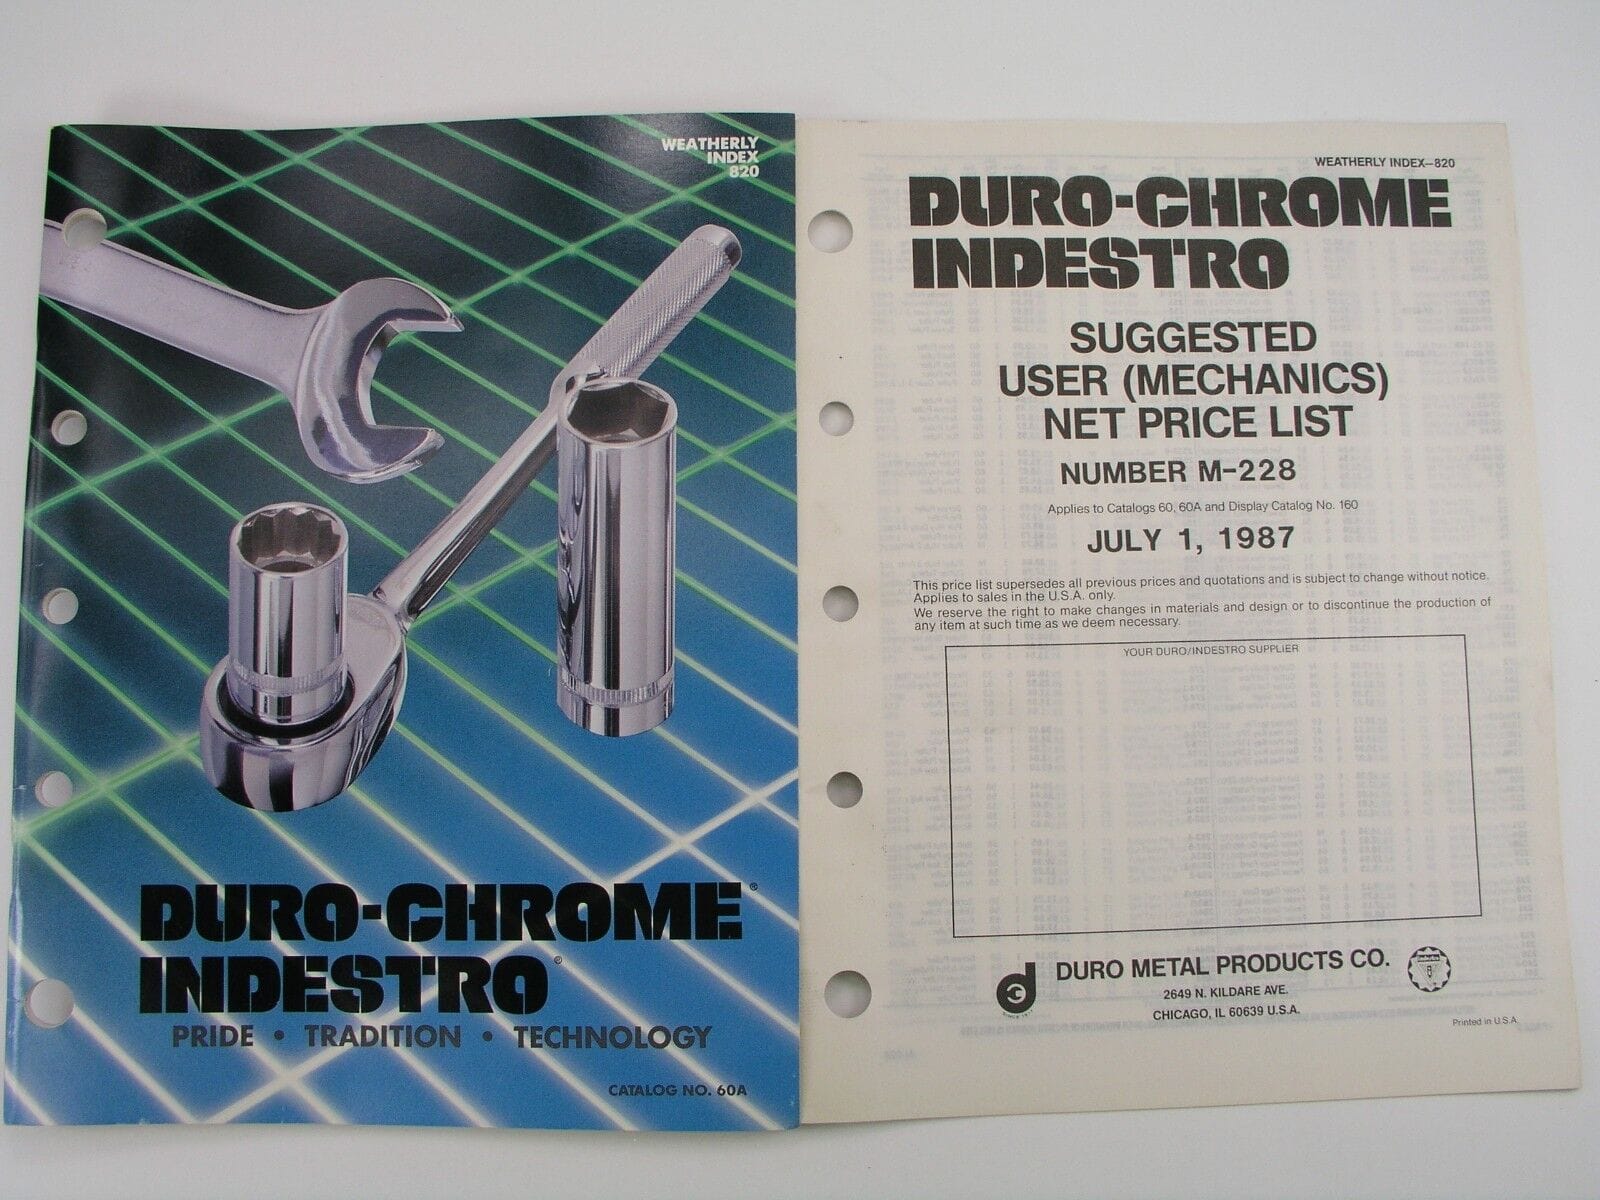 WEATHERLY
INDEX
820
DURO-CHROME®
INDESTRO®
PRIDE • TRADITION • TECHNOLOGY
CATALOG NO. 60A
WEATHERLY INDEX–820
DURO-CHROME
INDESTRO
SUGGESTED
USER (MECHANICS)
NET PRICE LIST
NUMBER M–228
Applies to Catalogs 60, 60A and Display Catalog No. 160
JULY 1, 1987
This price list supersedes all previous prices and quotations and is subject to change without notice.
Applies to sales in the U.S.A. only.
We reserve the right to make changes in materials and design or to discontinue the production of
any item at such time as we deem necessary.
YOUR DURO/INDESTRO SUPPLIER
DURO METAL PRODUCTS CO.
2649 N. KILDARE AVE.
CHICAGO, IL 60639 U.S.A.
Printed in U.S.A.